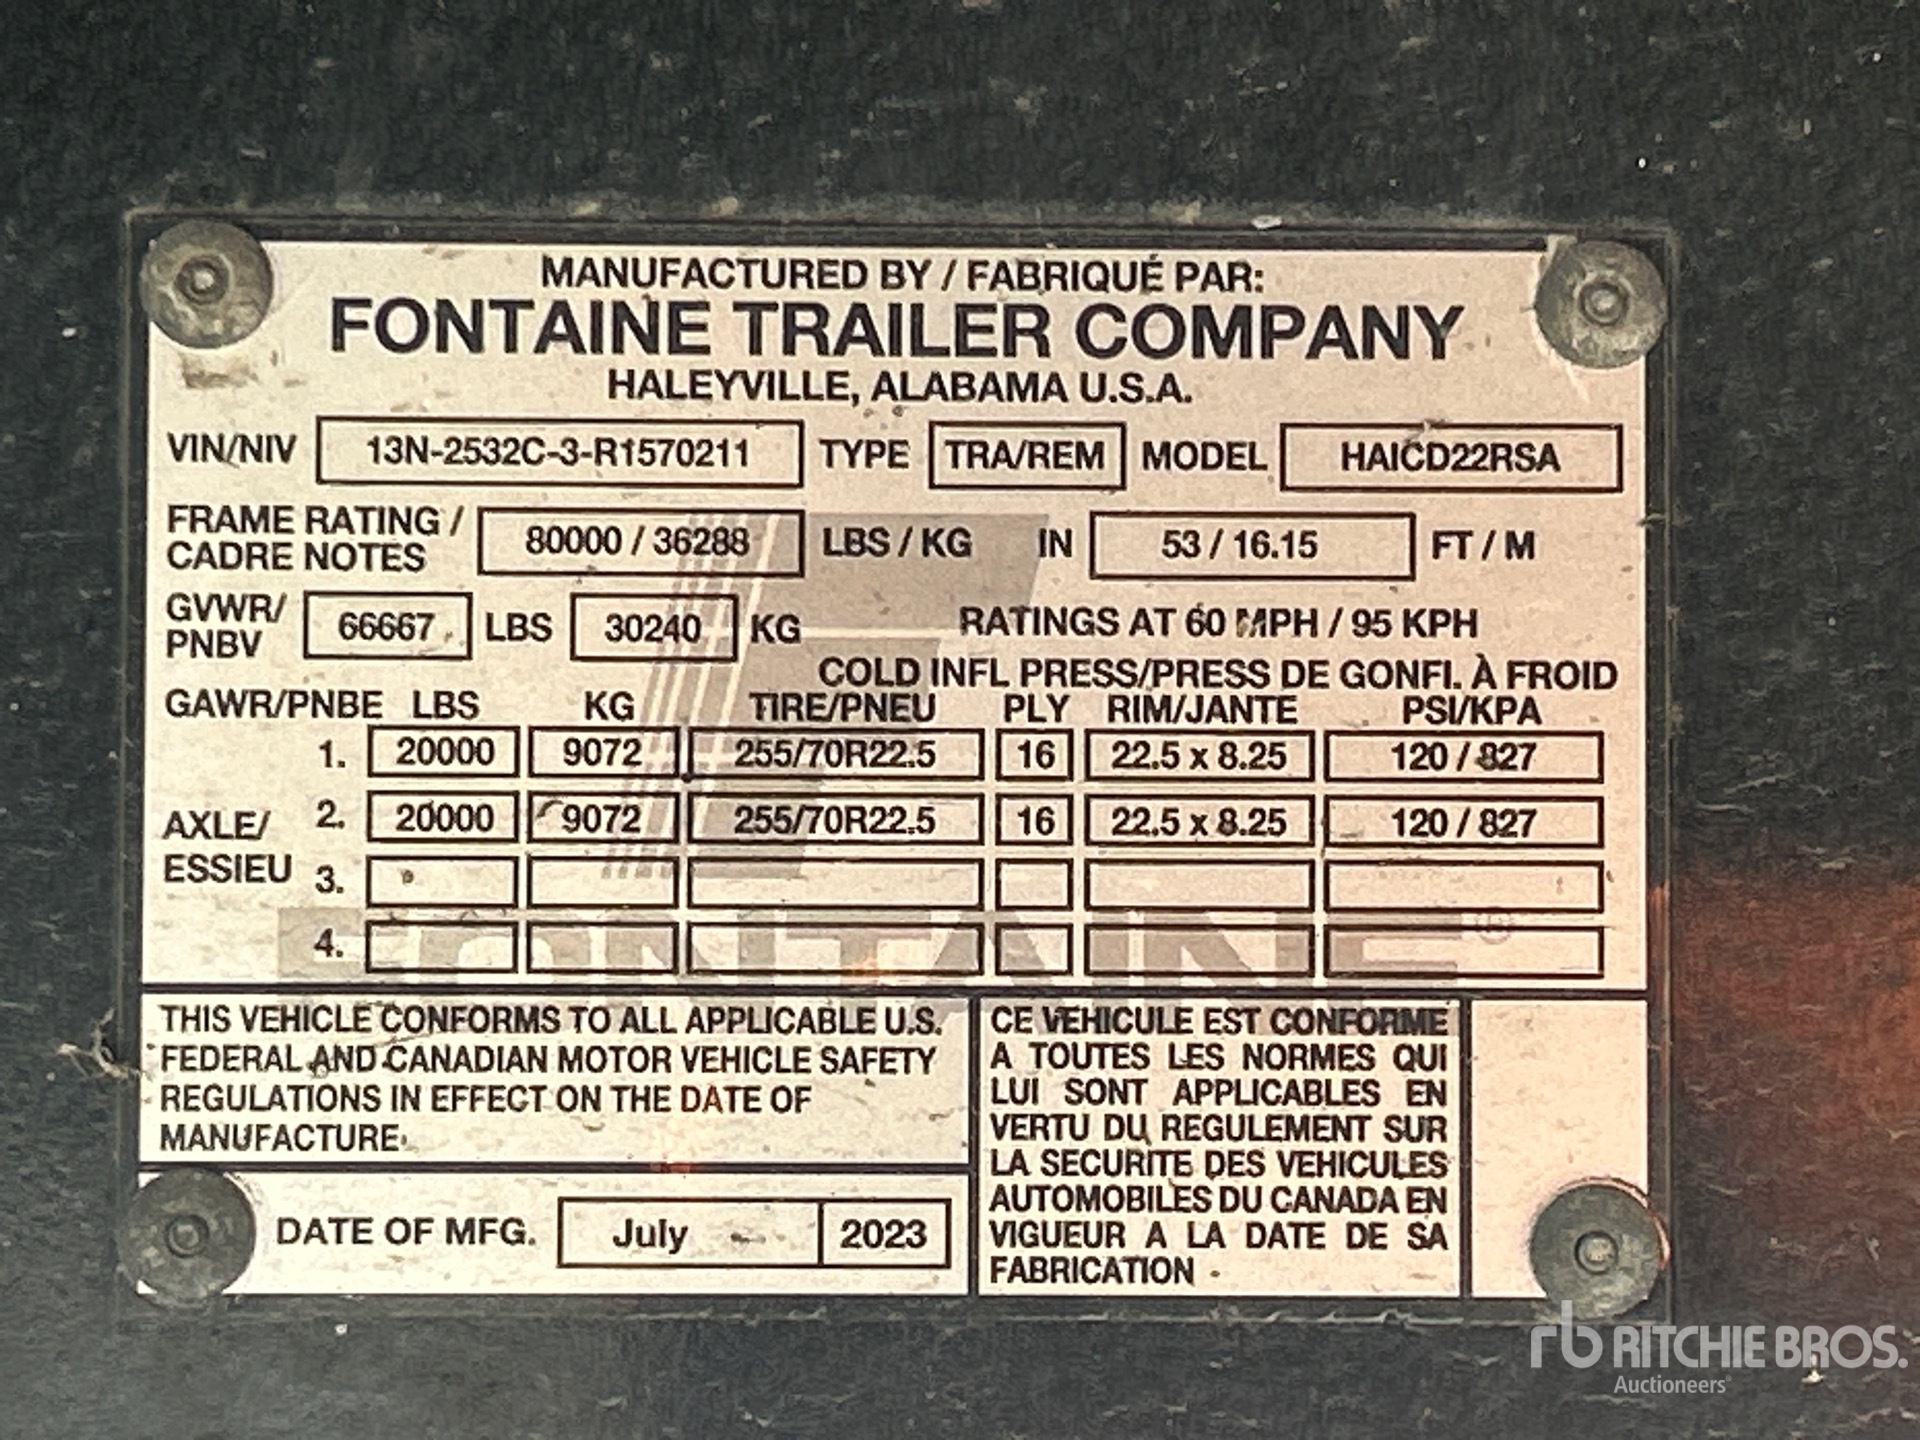 MANUFACTURED BY / FABRIQUÉ PAR:
FONTAINE TRAILER COMPANY
HALEYVILLE, ALABAMA U.S.A.
VIN/NIV 13N-2532C-3-R1570211 TYPE TRA/REM MODEL HAICD22RSA
FRAME RATING / CADRE NOTES 80000 / 36288 LBS / KG IN 53 / 16.15 FT / M
GVWR/ PNBV 66667 LBS 30240 KG RATINGS AT 60 MPH / 95 KPH
COLD INFL PRESS/PRESS DE GONFL. À FROID
GAWR/PNBE LBS KG TIRE/PNEU PLY RIM/JANTE PSI/KPA
1. 20000 9072 255/70R22.5 16 22.5 x 8.25 120 / 827
AXLE/ ESSIEU
2. 20000 9072 255/70R22.5 16 22.5 x 8.25 120 / 827
3.
4.
FONTAINE®
THIS VEHICLE CONFORMS TO ALL APPLICABLE U.S.
FEDERAL AND CANADIAN MOTOR VEHICLE SAFETY
REGULATIONS IN EFFECT ON THE DATE OF
MANUFACTURE.
DATE OF MFG. July 2023
CE VEHICULE EST CONFORME
A TOUTES LES NORMES QUI
LUI SONT APPLICABLES EN
VERTU DU REGULEMENT SUR
LA SECURITE DES VEHICULES
AUTOMOBILES DU CANADA EN
VIGUEUR A LA DATE DE SA
FABRICATION
rb RITCHIE BROS.
Auctioneers